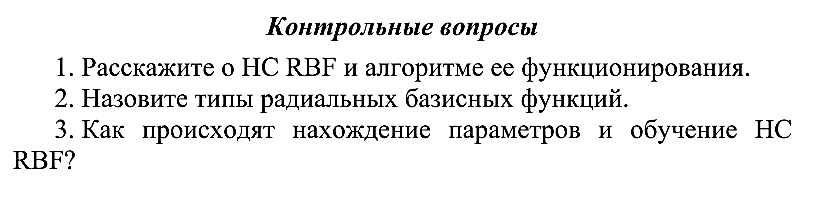 Контрольные вопросы
1. Расскажите о НС RBF и алгоритме ее функционирования.
2. Назовите типы радиальных базисных функций.
3. Как происходят нахождение параметров и обучение НС
RBF?